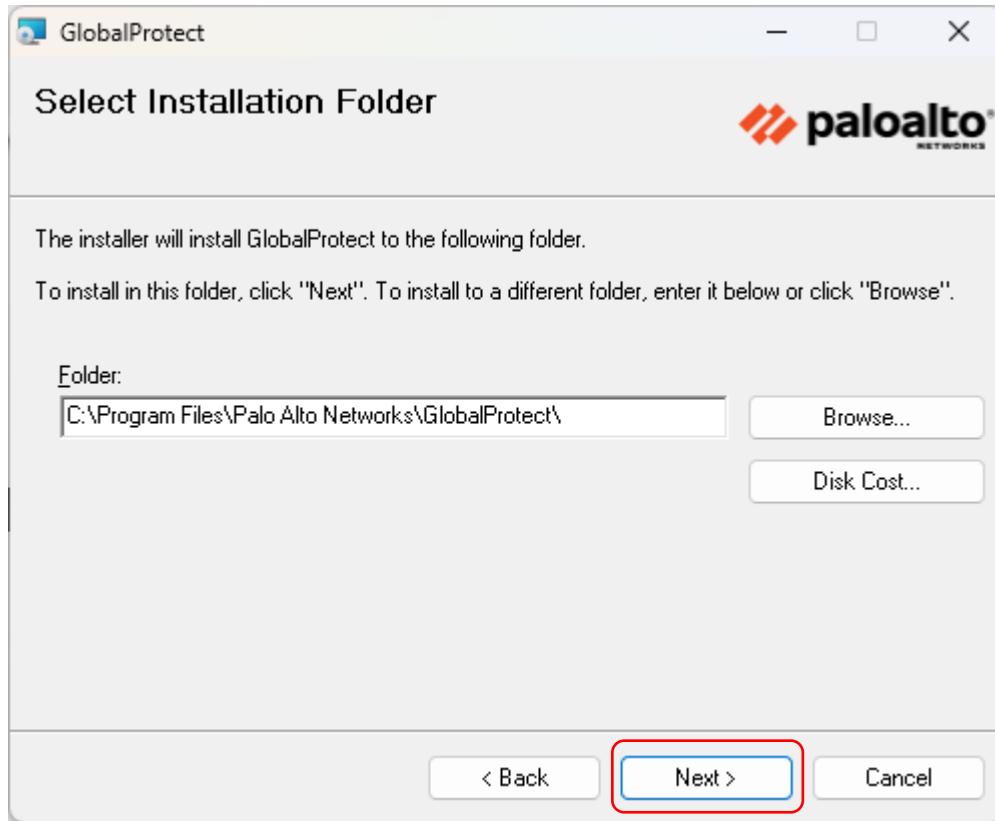 GlobalProtect
Select Installation Folder
paloalto®
NETWORKS
The installer will install GlobalProtect to the following folder.
To install in this folder, click "Next". To install to a different folder, enter it below or click "Browse".
Folder:
C:\Program Files\Palo Alto Networks\GlobalProtect\
Browse...
Disk Cost...
< Back
Next >
Cancel